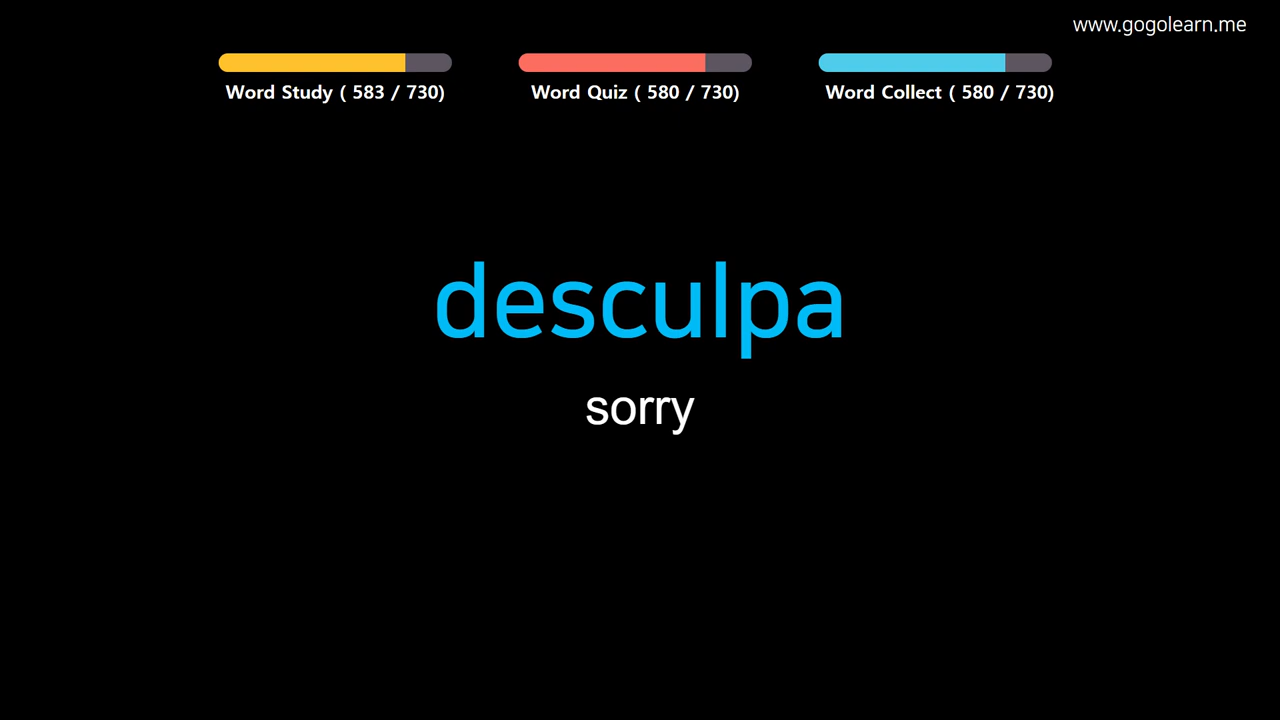 www.gogolearn.me
Word Study ( 583 / 730)
Word Quiz ( 580 / 730)
Word Collect ( 580 / 730)
desculpa
sorry